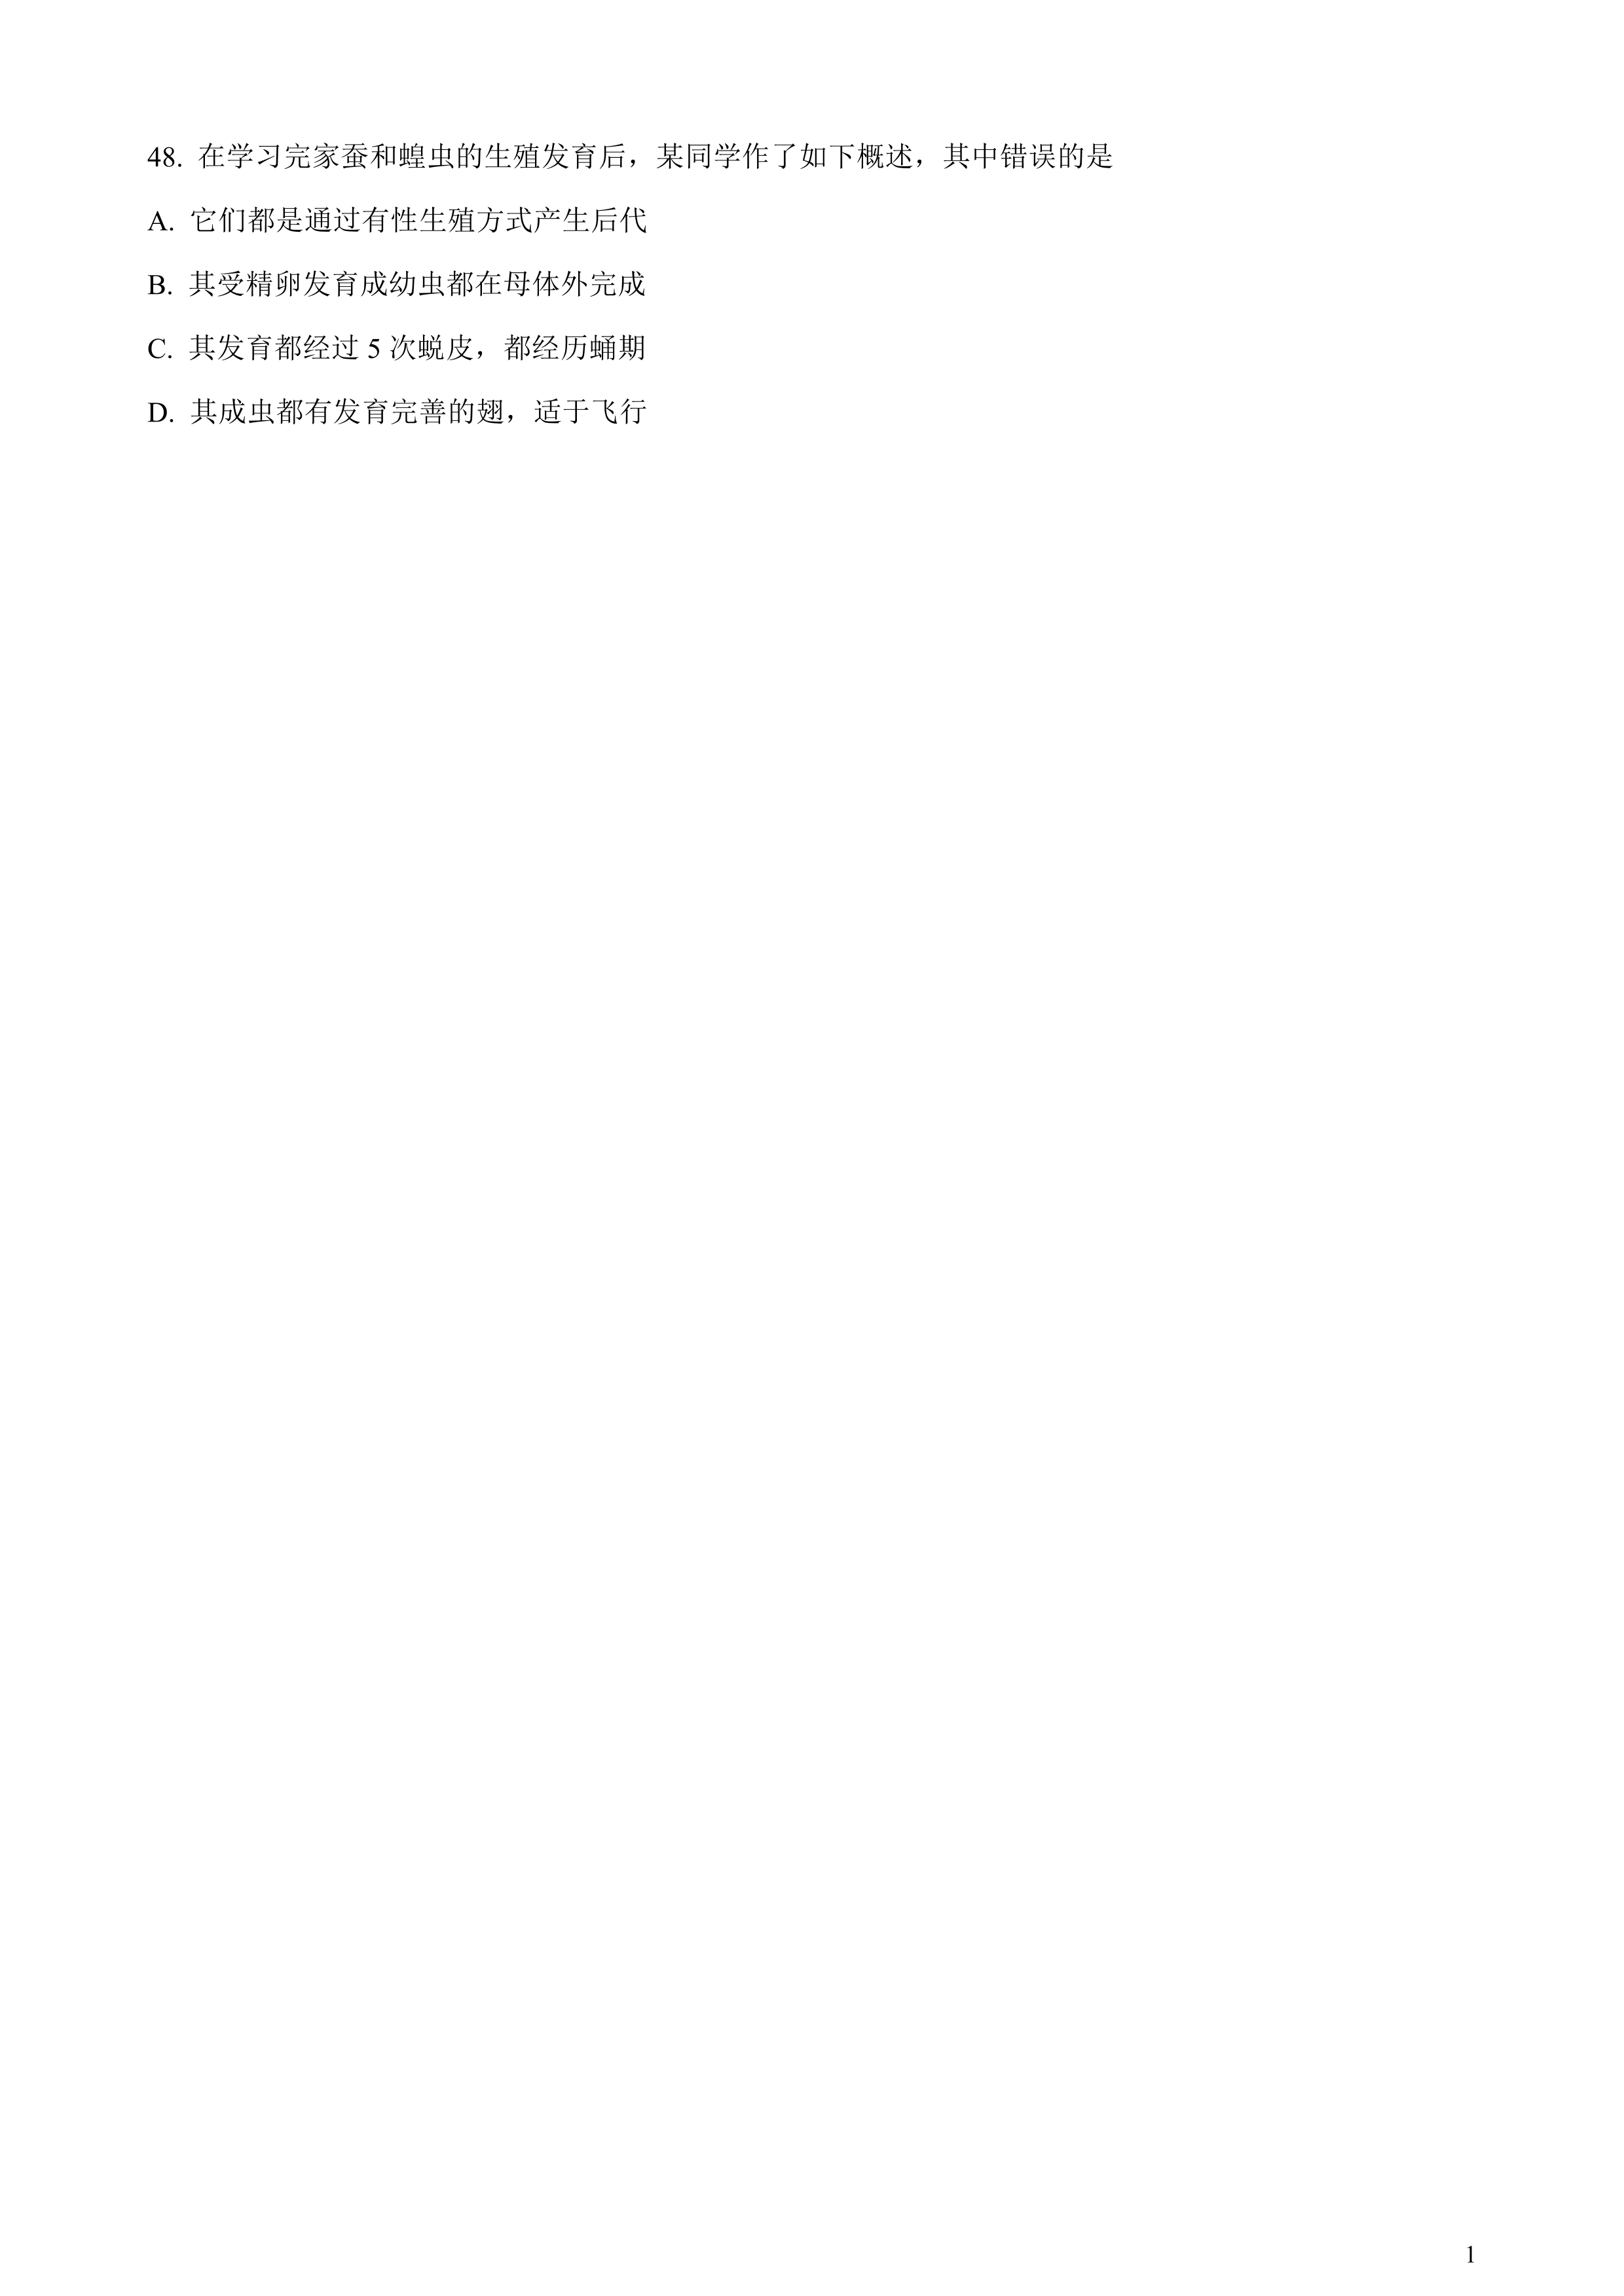 48. 在学习完家蚕和蝗虫的生殖发育后，某同学作了如下概述，其中错误的是
A. 它们都是通过有性生殖方式产生后代
B. 其受精卵发育成幼虫都在母体外完成
C. 其发育都经过 5 次蜕皮，都经历蛹期
D. 其成虫都有发育完善的翅，适于飞行
1